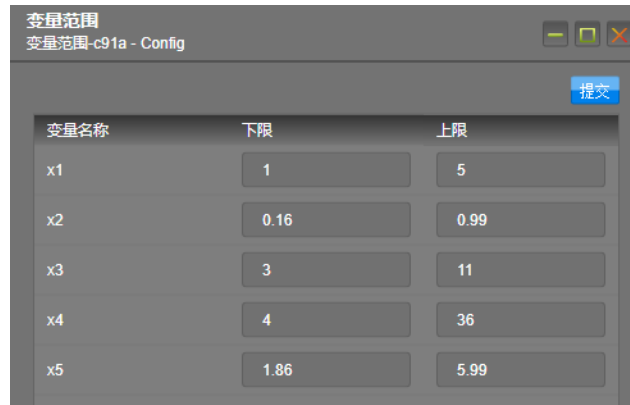 变量范围
变量范围-c91a - Config
提交
变量名称 下限 上限
x1 1 5
x2 0.16 0.99
x3 3 11
x4 4 36
x5 1.86 5.99